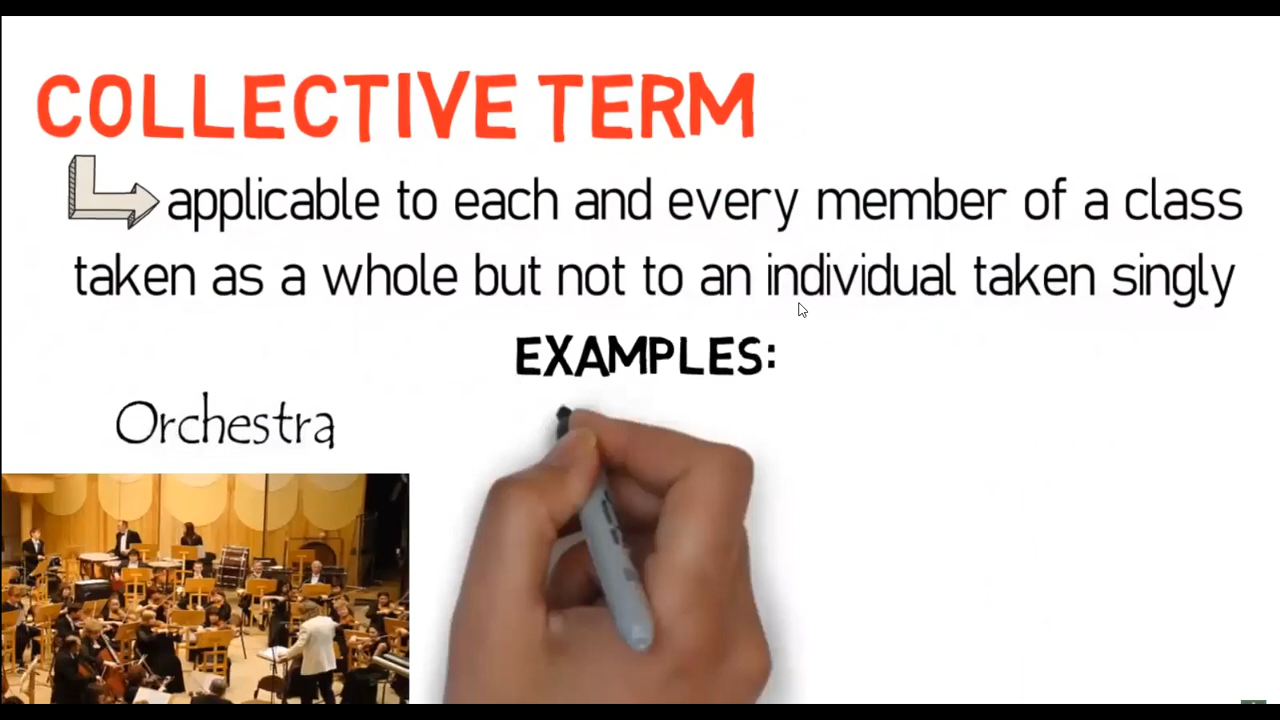 COLLECTIVE TERM
applicable to each and every member of a class
taken as a whole but not to an individual taken singly
EXAMPLES:
Orchestra